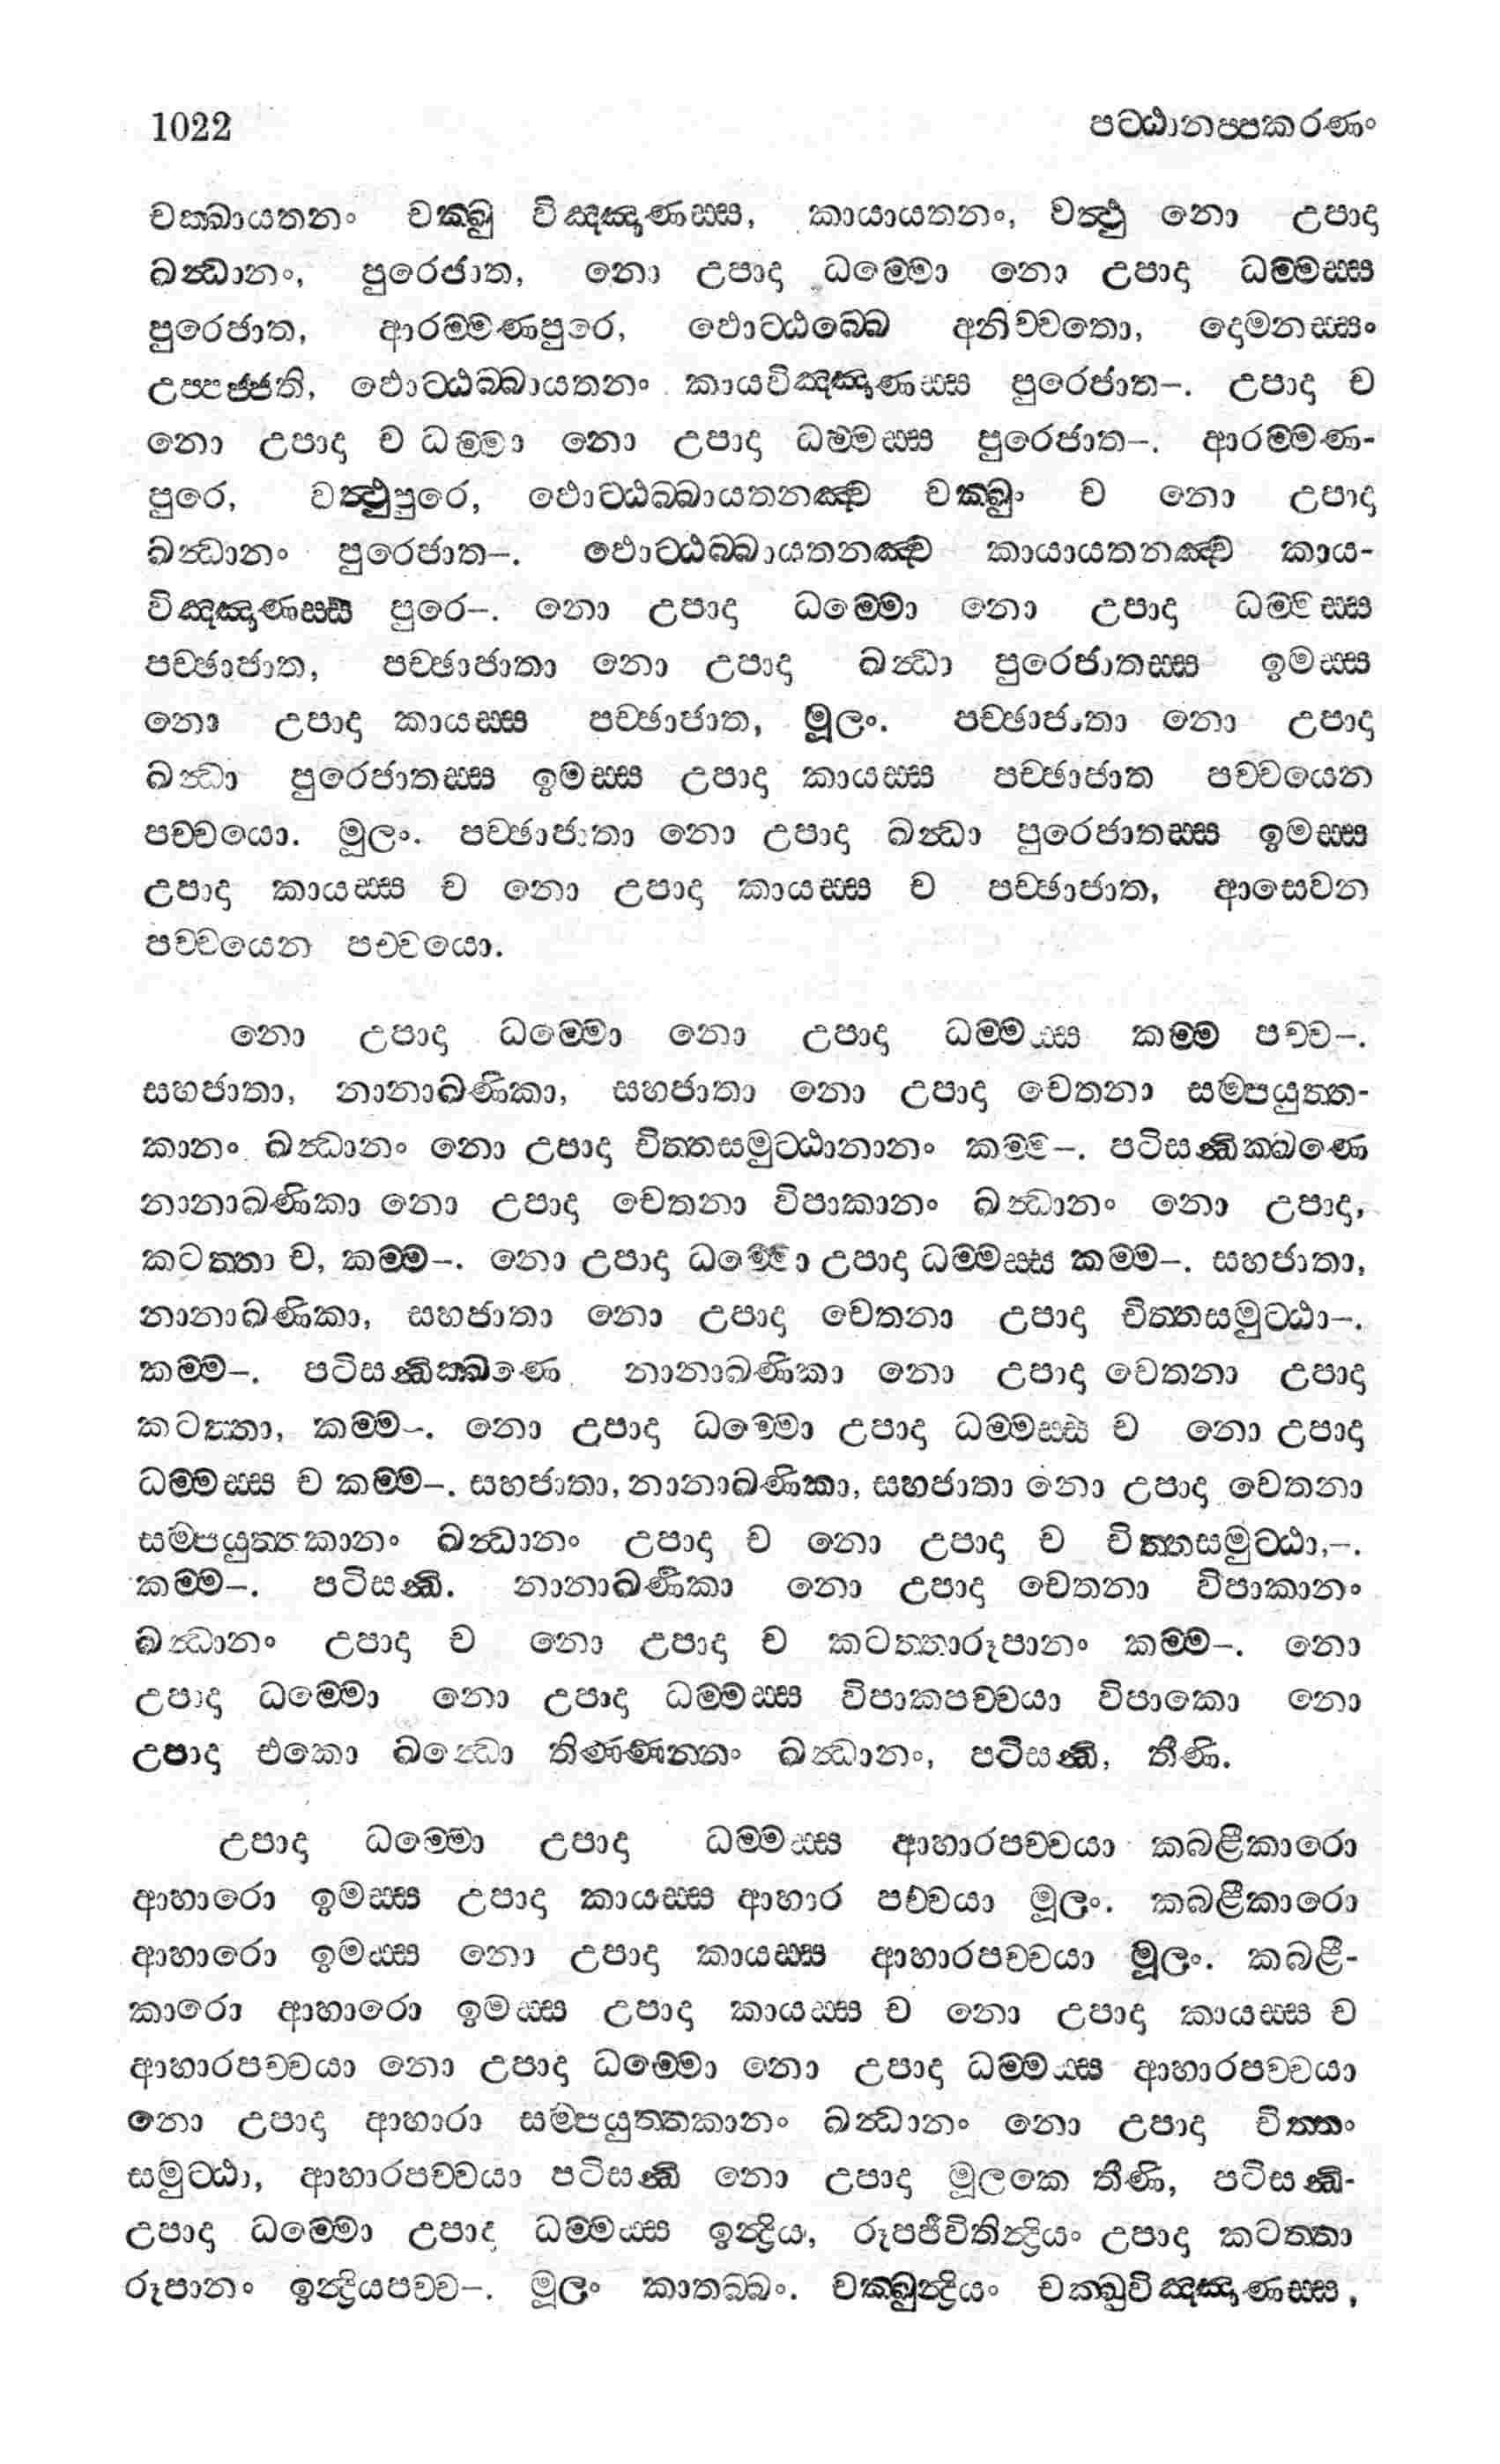 1022 පට්ඨානප්පකරණං
චක්ඛායතනං චක්ඛු විඤ්ඤාණස්ස, කායායතනං, වත්ථු නො උපාදා
ඛන්ධානං, පුරෙජාත, නො උපාදා ධම්මො නො උපාදා ධම්මස්ස
පුරෙජාත, ආරම්මණපුරෙ, ඵොට්ඨබ්බෙ අනිච්චතො, දොමනස්සං
උප්පජ්ජති, ඵොට්ඨබ්බායතනං කායවිඤ්ඤාණස්ස පුරෙජාත–. උපාදා ච
නො උපාදා ච ධම්මා නො උපාදා ධම්මස්ස පුරෙජාත–. ආරම්මණ-
පුරෙ, වත්ථුපුරෙ, ඵොට්ඨබ්බායතනඤ්ච චක්ඛුං ච නො උපාදා
ඛන්ධානං පුරෙජාත–. ඵොට්ඨබ්බායතනඤ්ච කායායතනඤ්ච කාය-
විඤ්ඤාණස්ස පුරෙ–. නො උපාදා ධම්මො නො උපාදා ධම්මස්ස
පච්ඡාජාත, පච්ඡාජාතා නො උපාදා ඛන්ධා පුරෙජාතස්ස ඉමස්ස
නො උපාදා කායස්ස පච්ඡාජාත, මූලං. පච්ඡාජාතා නො උපාදා
ඛන්ධා පුරෙජාතස්ස ඉමස්ස උපාදා කායස්ස පච්ඡාජාත පච්චයෙන
පච්චයො. මූලං. පච්ඡාජාතා නො උපාදා ඛන්ධා පුරෙජාතස්ස ඉමස්ස
උපාදා කායස්ස ච නො උපාදා කායස්ස ච පච්ඡාජාත, ආසෙවන
පච්චයෙන පච්චයො.
නො උපාදා ධම්මො නො උපාදා ධම්මස්ස කම්ම පච්ච–.
සහජාතා, නානාඛණිකා, සහජාතා නො උපාදා චෙතනා සම්පයුත්ත-
කානං ඛන්ධානං නො උපාදා චිත්තසමුට්ඨානානං කම්ම–. පටිසන්ධික්ඛණෙ
නානාඛණිකා නො උපාදා චෙතනා විපාකානං ඛන්ධානං නො උපාදා,
කටත්තා ච, කම්ම–. නො උපාදා ධම්මො උපාදා ධම්මස්ස කම්ම–. සහජාතා,
නානාඛණිකා, සහජාතා නො උපාදා චෙතනා උපාදා චිත්තසමුට්ඨා–.
කම්ම–. පටිසන්ධික්ඛණෙ නානාඛණිකා නො උපාදා චෙතනා උපාදා
කටත්තා, කම්ම–. නො උපාදා ධම්මො උපාදා ධම්මස්ස ච නො උපාදා
ධම්මස්ස ච කම්ම–. සහජාතා, නානාඛණිකා, සහජාතා නො උපාදා චෙතනා
සම්පයුත්තකානං ඛන්ධානං උපාදා ච නො උපාදා ච චිත්තසමුට්ඨා,–.
කම්ම–. පටිසන්ධි. නානාඛණිකා නො උපාදා චෙතනා විපාකානං
ඛන්ධානං උපාදා ච නො උපාදා ච කටත්තාරූපානං කම්ම–. නො
උපාදා ධම්මො නො උපාදා ධම්මස්ස විපාකපච්චයා විපාකො නො
උපාදා එකො ඛන්ධො තිණ්ණන්නං ඛන්ධානං, පටිසන්ධි, තීණි.
උපාදා ධම්මො උපාදා ධම්මස්ස ආහාරපච්චයා කබළීකාරො
ආහාරො ඉමස්ස උපාදා කායස්ස ආහාර පච්චයා මූලං. කබළීකාරො
ආහාරො ඉමස්ස නො උපාදා කායස්ස ආහාරපච්චයා මූලං. කබළී-
කාරො ආහාරො ඉමස්ස උපාදා කායස්ස ච නො උපාදා කායස්ස ච
ආහාරපච්චයා නො උපාදා ධම්මො නො උපාදා ධම්මස්ස ආහාරපච්චයා
නො උපාදා ආහාරා සම්පයුත්තකානං ඛන්ධානං නො උපාදා චිත්තං
සමුට්ඨා, ආහාරපච්චයා පටිසන්ධි නො උපාදා මූලකෙ තීණි, පටිසන්ධි-
උපාදා ධම්මො උපාදා ධම්මස්ස ඉන්ද්‍රිය, රූපජීවිතින්ද්‍රියං උපාදා කටත්තා
රූපානං ඉන්ද්‍රියපච්ච–. මූලං කාතබ්බං. චක්ඛුන්ද්‍රියං චක්ඛුවිඤ්ඤාණස්ස,